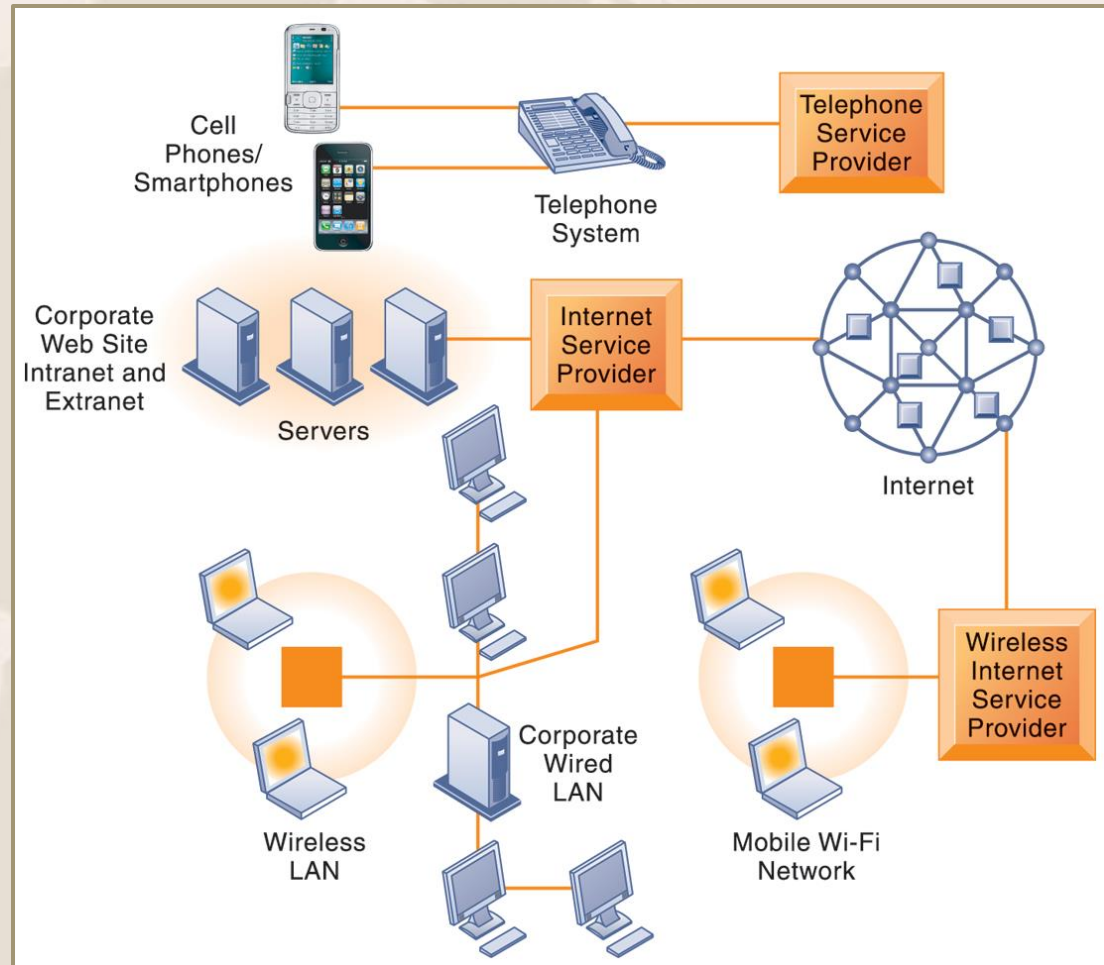 Cell
Phones/
Smartphones
Telephone
System
Telephone
Service
Provider
Corporate
Web Site
Intranet and
Extranet
Servers
Internet
Service
Provider
Internet
Wireless
LAN
Corporate
Wired
LAN
Mobile Wi-Fi
Network
Wireless
Internet
Service
Provider